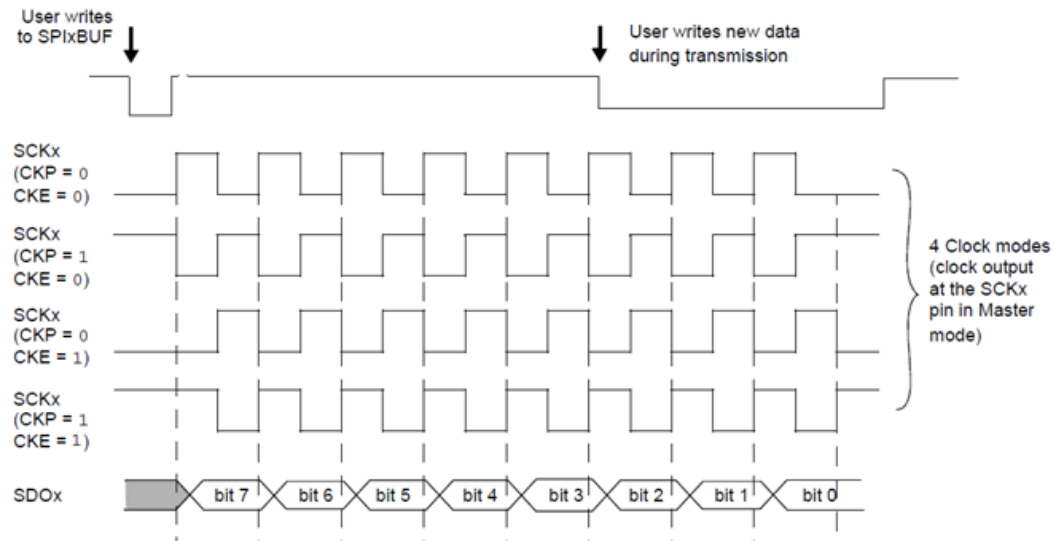 User writes
to SPIxBUF
User writes new data
during transmission
SCKx
(CKP = 0
CKE = 0)
SCKx
(CKP = 1
CKE = 0)
SCKx
(CKP = 0
CKE = 1)
SCKx
(CKP = 1
CKE = 1)
4 Clock modes
(clock output
at the SCKx
pin in Master
mode)
SDOx
bit 7
bit 6
bit 5
bit 4
bit 3
bit 2
bit 1
bit 0